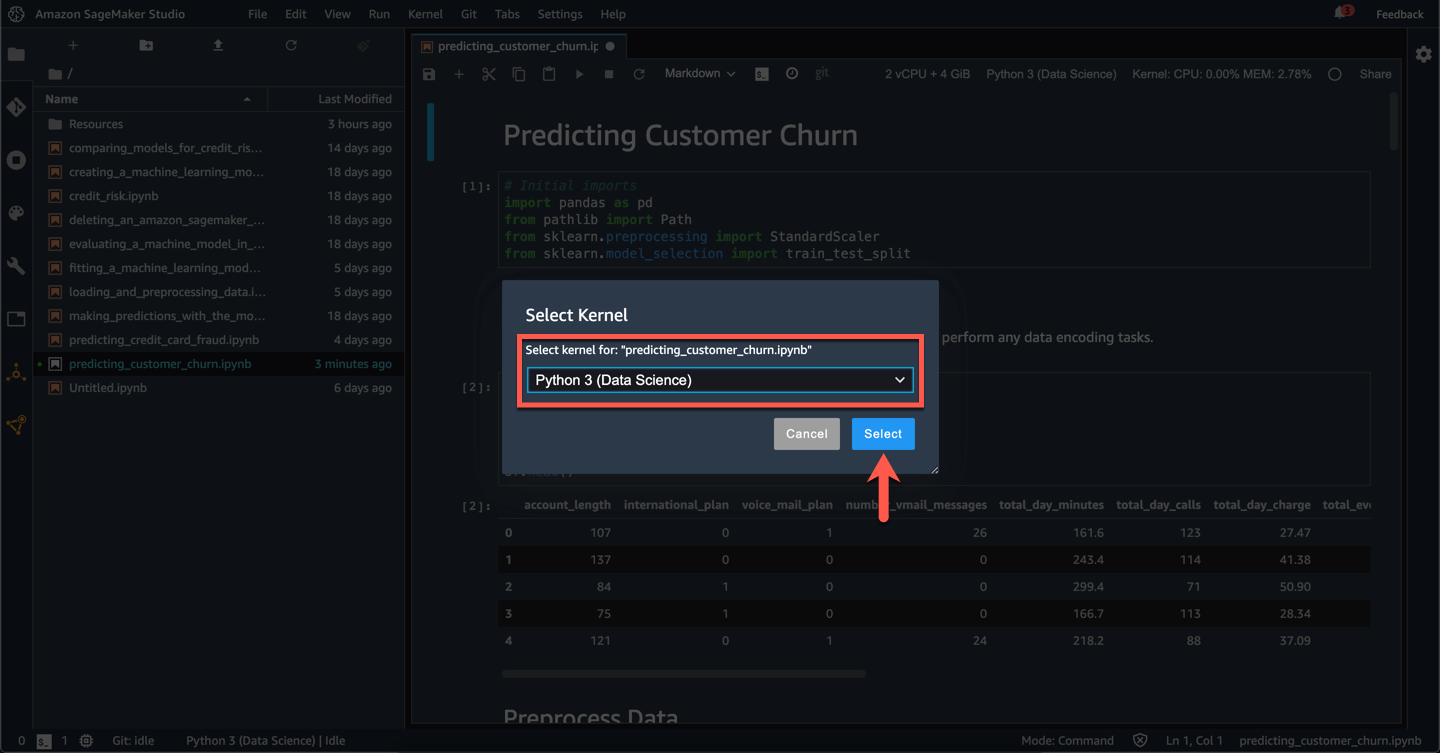 Amazon SageMaker Studio File Edit View Run Kernel Git Tabs Settings Help 3 Feedback
predicting_customer_churn.ip
Markdown git 2 vCPU + 4 GiB Python 3 (Data Science) Kernel: CPU: 0.00% MEM: 2.78% Share
/
Name Last Modified
Resources 3 hours ago
comparing_models_for_credit_ris... 14 days ago
creating_a_machine_learning_mo... 18 days ago
credit_risk.ipynb 18 days ago
deleting_an_amazon_sagemaker_... 18 days ago
evaluating_a_machine_model_in_... 18 days ago
fitting_a_machine_learning_mod... 5 days ago
loading_and_preprocessing_data.i... 5 days ago
making_predictions_with_the_mo... 18 days ago
predicting_credit_card_fraud.ipynb 4 days ago
predicting_customer_churn.ipynb 3 minutes ago
Untitled.ipynb 6 days ago
Predicting Customer Churn
[1]: # Initial imports
import pandas as pd
from pathlib import Path
from sklearn.preprocessing import StandardScaler
from sklearn.model_selection import train_test_split
Select Kernel
Select kernel for: "predicting_customer_churn.ipynb"
Python 3 (Data Science)
Cancel Select
perform any data encoding tasks.
[2]:
[2]: account_length international_plan voice_mail_plan number_vmail_messages total_day_minutes total_day_calls total_day_charge total_eve
0 107 0 1 26 161.6 123 27.47
1 137 0 0 0 243.4 114 41.38
2 84 1 0 0 299.4 71 50.90
3 75 1 0 0 166.7 113 28.34
4 121 0 1 24 218.2 88 37.09
Preprocess Data
0 $_ 1 Git: idle Python 3 (Data Science) | Idle Mode: Command Ln 1, Col 1 predicting_customer_churn.ipynb